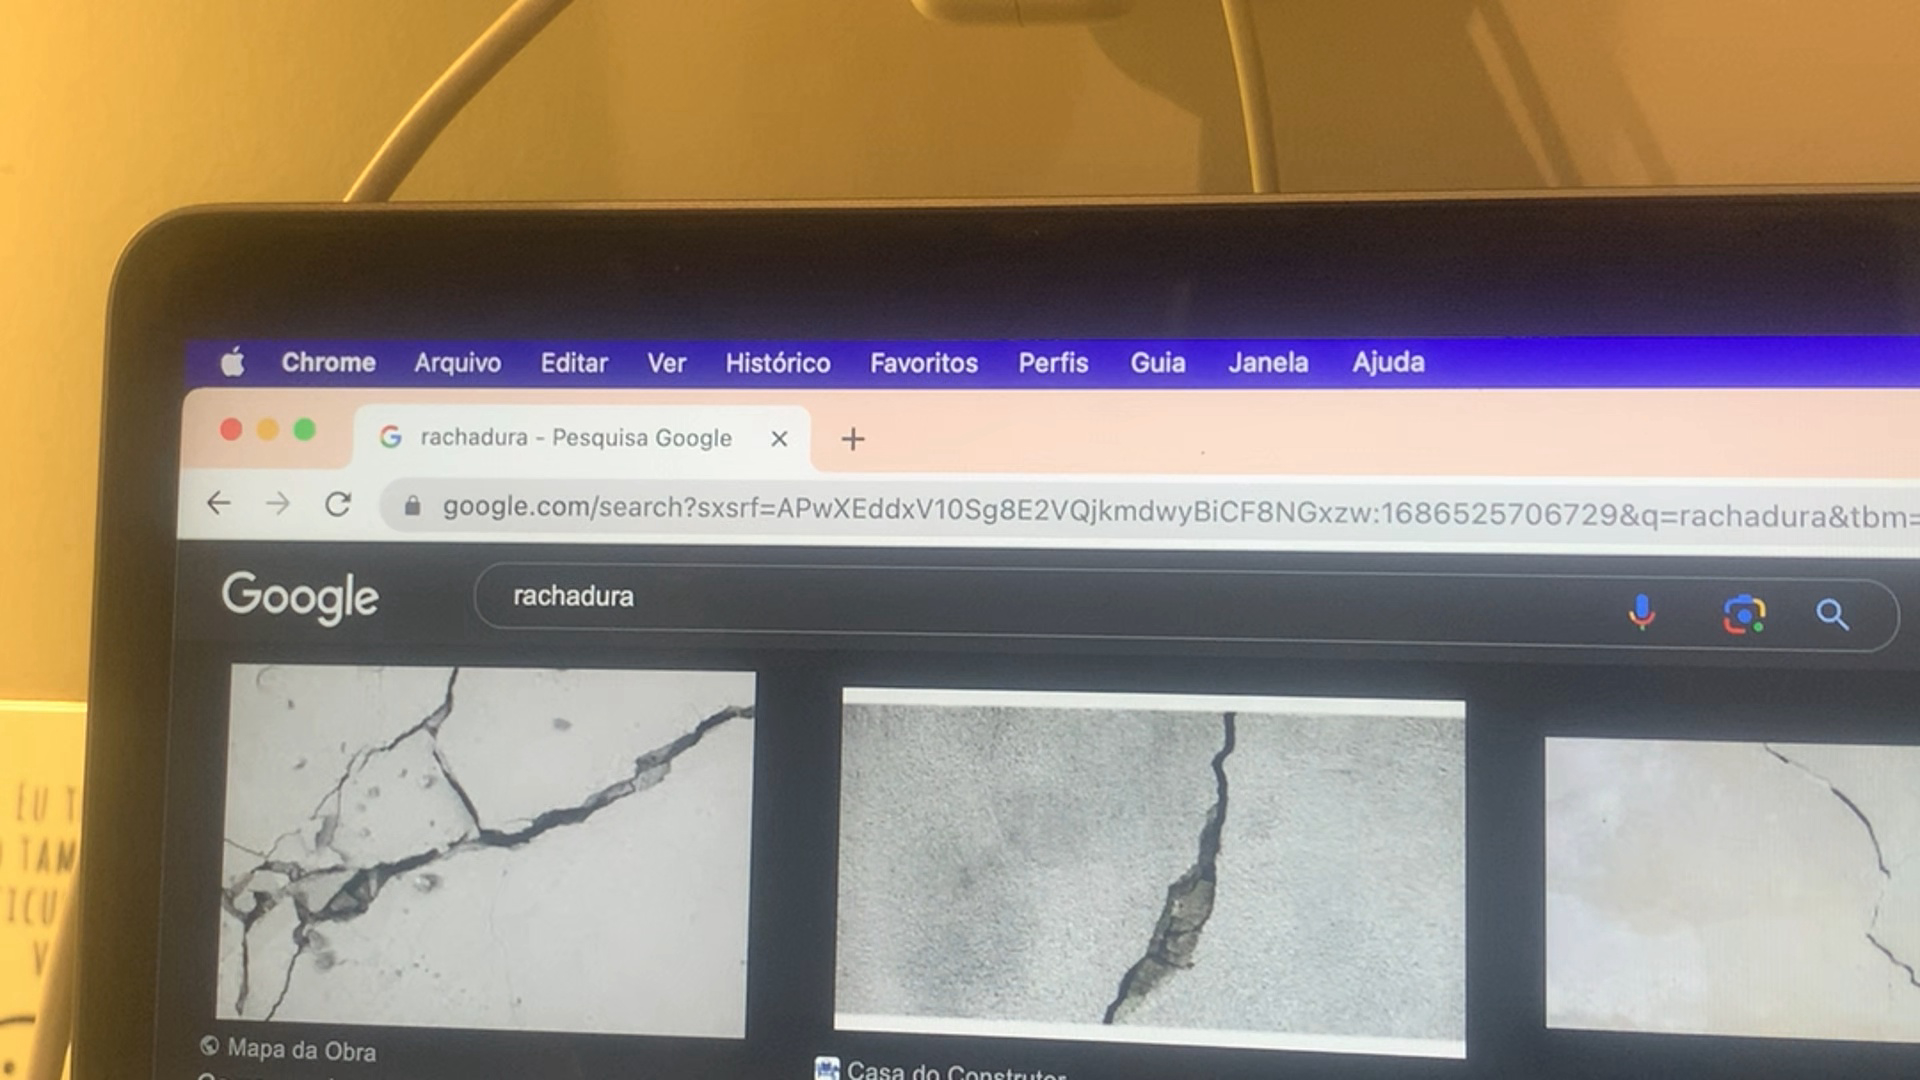 Chrome Arquivo Editar Ver Histórico Favoritos Perfis Guia Janela Ajuda
rachadura - Pesquisa Google
google.com/search?sxsrf=APwXEddxV10Sg8E2VQjkmdwyBiCF8NGxzw:1686525706729&q=rachadura&tbm=
Google rachadura
EU T
TAM
ICU
V
Mapa da Obra
Casa do Construtor